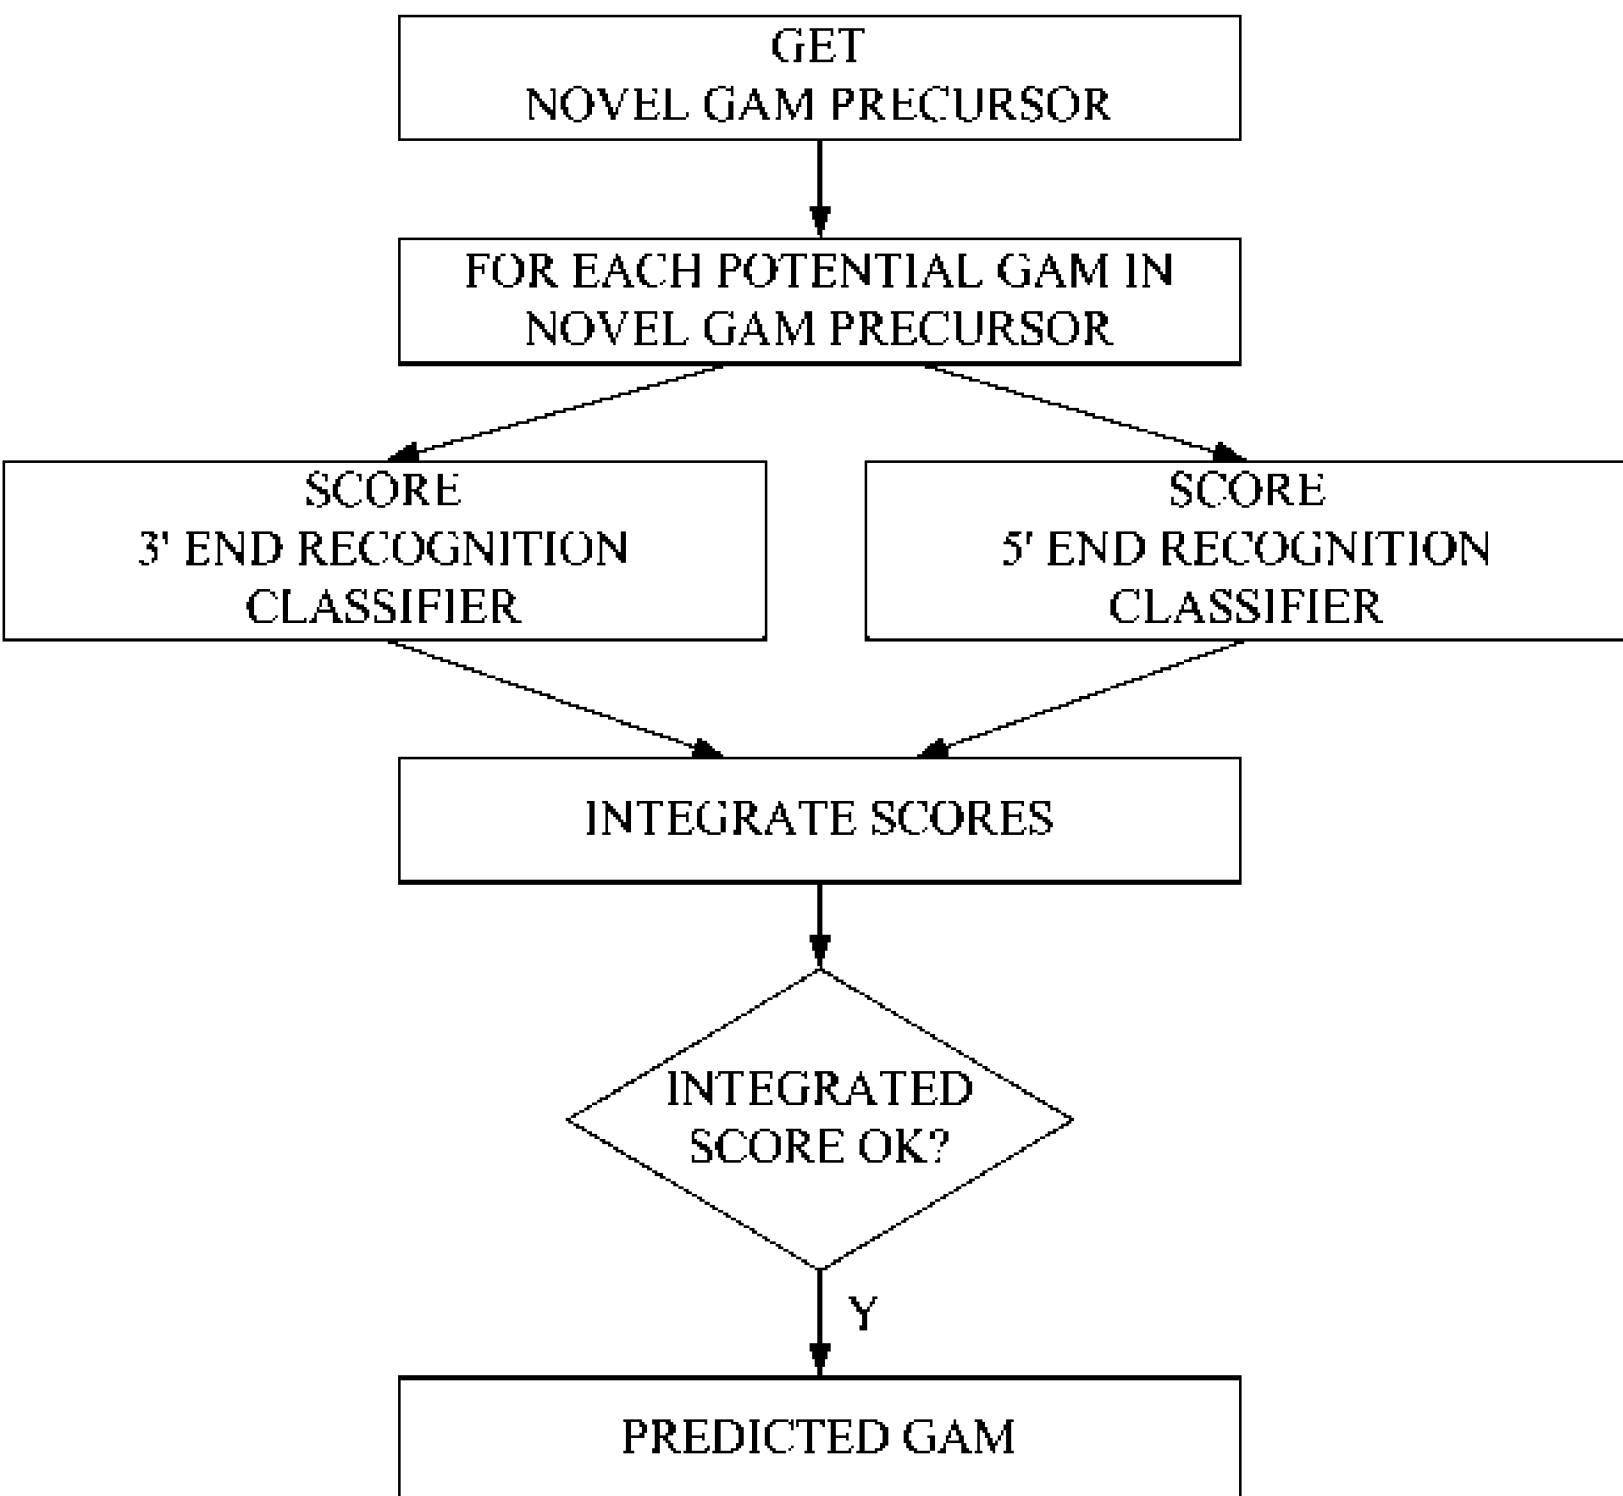 GET
NOVEL GAM PRECURSOR
FOR EACH POTENTIAL GAM IN
NOVEL GAM PRECURSOR
SCORE
3' END RECOGNITION
CLASSIFIER
SCORE
5' END RECOGNITION
CLASSIFIER
INTEGRATE SCORES
INTEGRATED
SCORE OK?
Y
PREDICTED GAM